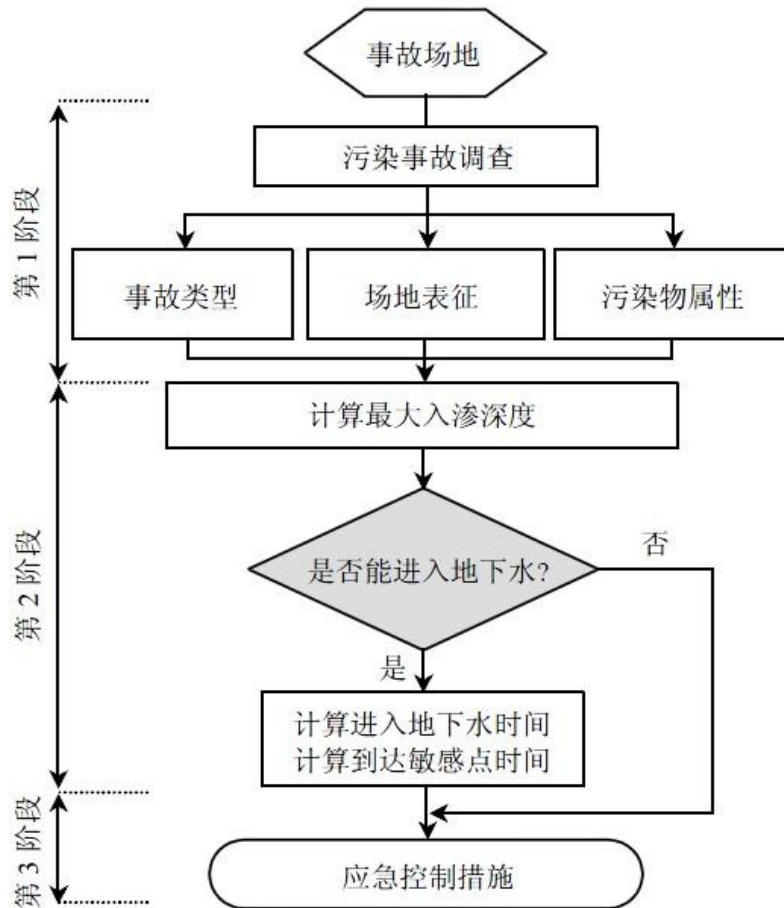 事故场地
污染事故调查
第 1 阶段
事故类型
场地表征
污染物属性
计算最大入渗深度
第 2 阶段
是否能进入地下水?
否
是
计算进入地下水时间
计算到达敏感点时间
第 3 阶段
应急控制措施